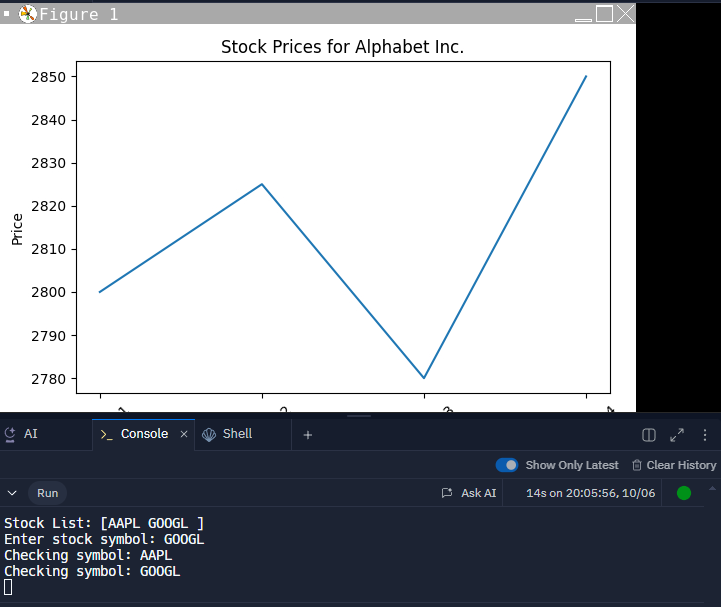 Figure 1
Stock Prices for Alphabet Inc.
2850
2840
2830
2820
2810
2800
2790
2780
Price
AI
Console
Shell
Show Only Latest
Clear History
Run
Ask AI
14s on 20:05:56, 10/06
Stock List: [AAPL GOOGL ]
Enter stock symbol: GOOGL
Checking symbol: AAPL
Checking symbol: GOOGL